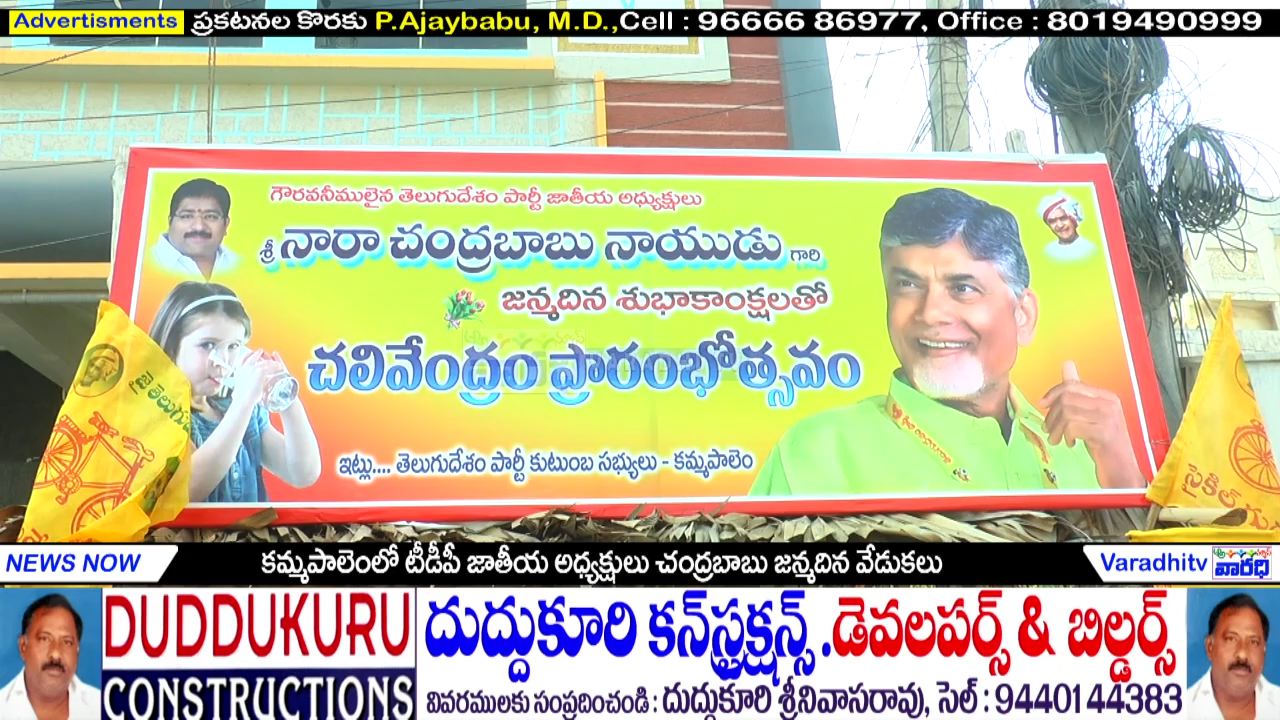 Advertisments ప్రకటనల కొరకు P.Ajaybabu, M.D.,Cell : 96666 86977, Office : 8019490999
గౌరవనీములైన తెలుగుదేశం పార్టీ జాతీయ అధ్యక్షులు
శ్రీ నారా చంద్రబాబు నాయుడు గారి
జన్మదిన శుభాకాంక్షలతో
చలివేంద్రం ప్రారంభోత్సవం
ఇట్లు.... తెలుగుదేశం పార్టీ కుటుంబ సభ్యులు - కమ్మపాలెం
సైకిల్
NEWS NOW కమ్మపాలెంలో టీడీపీ జాతీయ అధ్యక్షులు చంద్రబాబు జన్మదిన వేడుకలు Varadhitv వారధి
DUDDUKURU
CONSTRUCTIONS
దుద్దుకూరి కన్‌స్ట్రక్షన్స్ .డెవలపర్స్ & బిల్డర్స్
వివరములకు సంప్రదించండి : దుద్దుకూరి శ్రీనివాసరావు, సెల్ : 9440144383